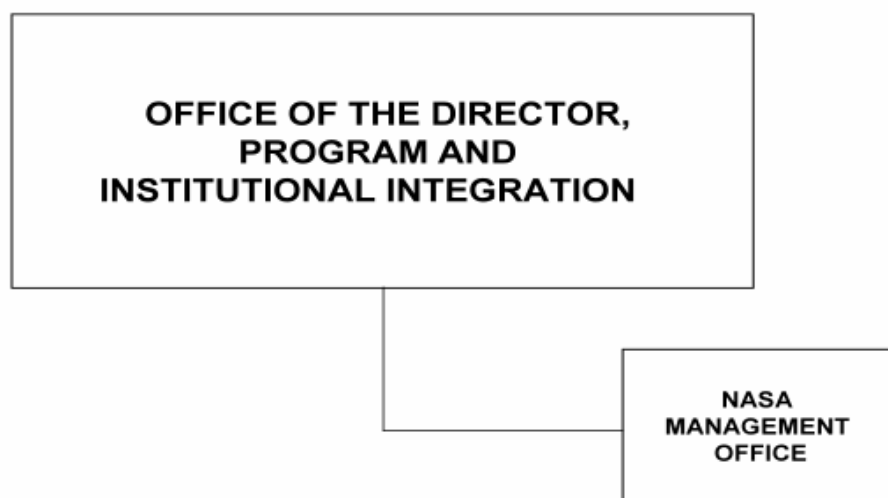 OFFICE OF THE DIRECTOR,
PROGRAM AND
INSTITUTIONAL INTEGRATION
NASA
MANAGEMENT
OFFICE